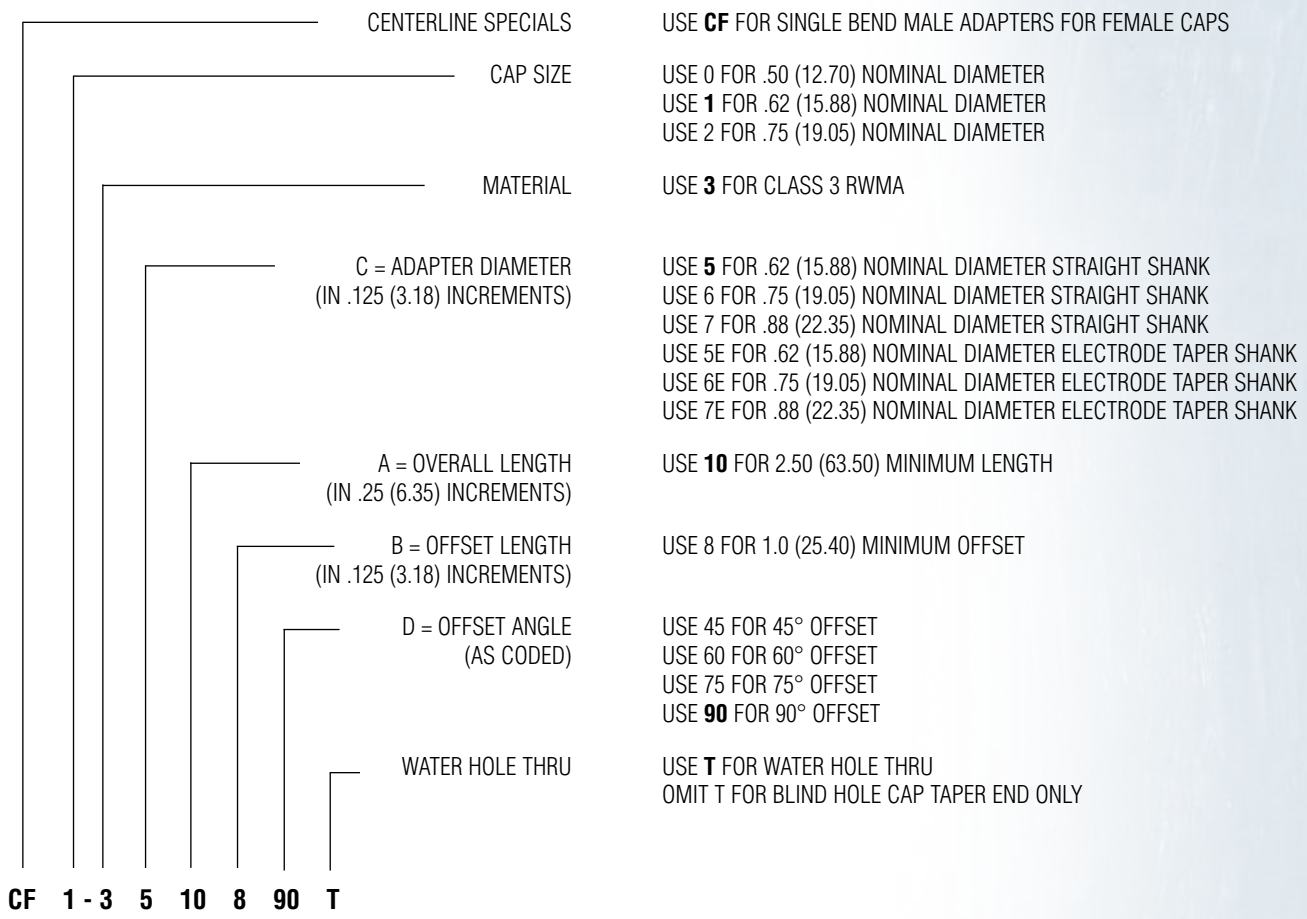 CENTERLINE SPECIALS USE CF FOR SINGLE BEND MALE ADAPTERS FOR FEMALE CAPS
CAP SIZE USE 0 FOR .50 (12.70) NOMINAL DIAMETER
USE 1 FOR .62 (15.88) NOMINAL DIAMETER
USE 2 FOR .75 (19.05) NOMINAL DIAMETER
MATERIAL USE 3 FOR CLASS 3 RWMA
C = ADAPTER DIAMETER USE 5 FOR .62 (15.88) NOMINAL DIAMETER STRAIGHT SHANK
(IN .125 (3.18) INCREMENTS) USE 6 FOR .75 (19.05) NOMINAL DIAMETER STRAIGHT SHANK
USE 7 FOR .88 (22.35) NOMINAL DIAMETER STRAIGHT SHANK
USE 5E FOR .62 (15.88) NOMINAL DIAMETER ELECTRODE TAPER SHANK
USE 6E FOR .75 (19.05) NOMINAL DIAMETER ELECTRODE TAPER SHANK
USE 7E FOR .88 (22.35) NOMINAL DIAMETER ELECTRODE TAPER SHANK
A = OVERALL LENGTH USE 10 FOR 2.50 (63.50) MINIMUM LENGTH
(IN .25 (6.35) INCREMENTS)
B = OFFSET LENGTH USE 8 FOR 1.0 (25.40) MINIMUM OFFSET
(IN .125 (3.18) INCREMENTS)
D = OFFSET ANGLE USE 45 FOR 45° OFFSET
(AS CODED) USE 60 FOR 60° OFFSET
USE 75 FOR 75° OFFSET
USE 90 FOR 90° OFFSET
WATER HOLE THRU USE T FOR WATER HOLE THRU
OMIT T FOR BLIND HOLE CAP TAPER END ONLY
CF 1 - 3 5 10 8 90 T